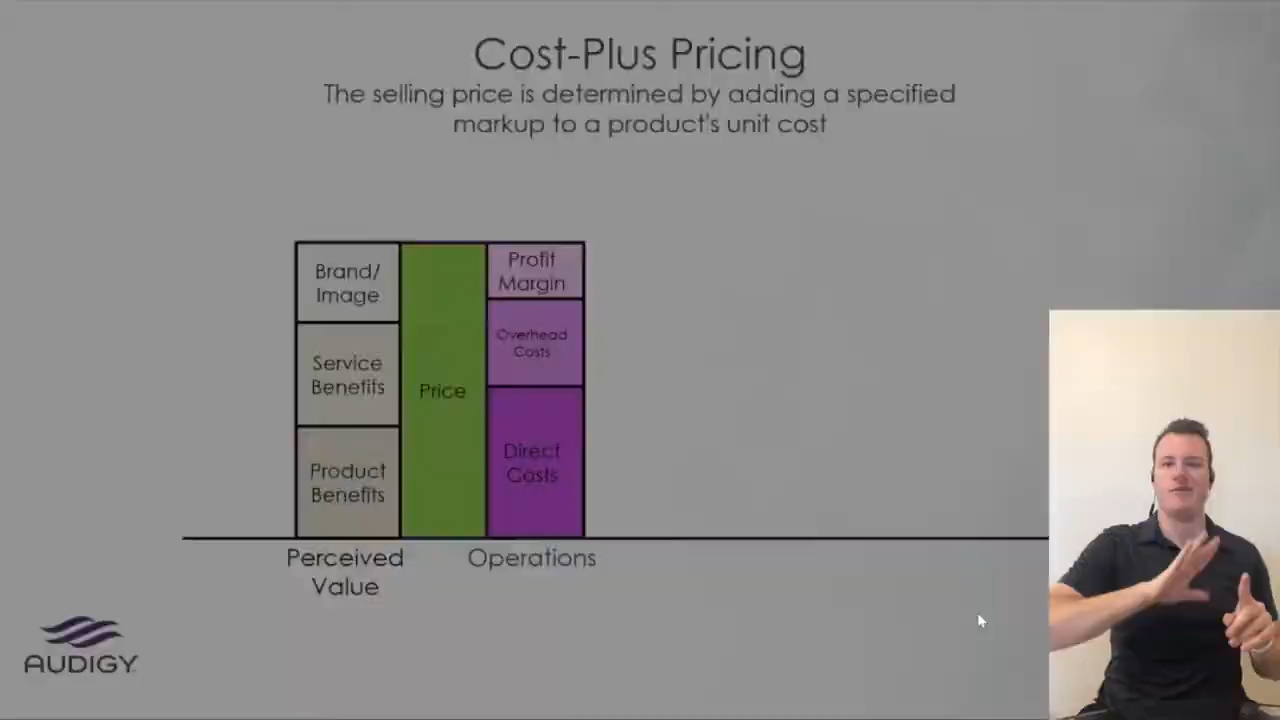 Cost-Plus Pricing
The selling price is determined by adding a specified
markup to a product's unit cost
Brand/
Image
Service
Benefits
Product
Benefits
Price
Profit
Margin
Overhead
Costs
Direct
Costs
Perceived
Value
Operations
AUDIGY